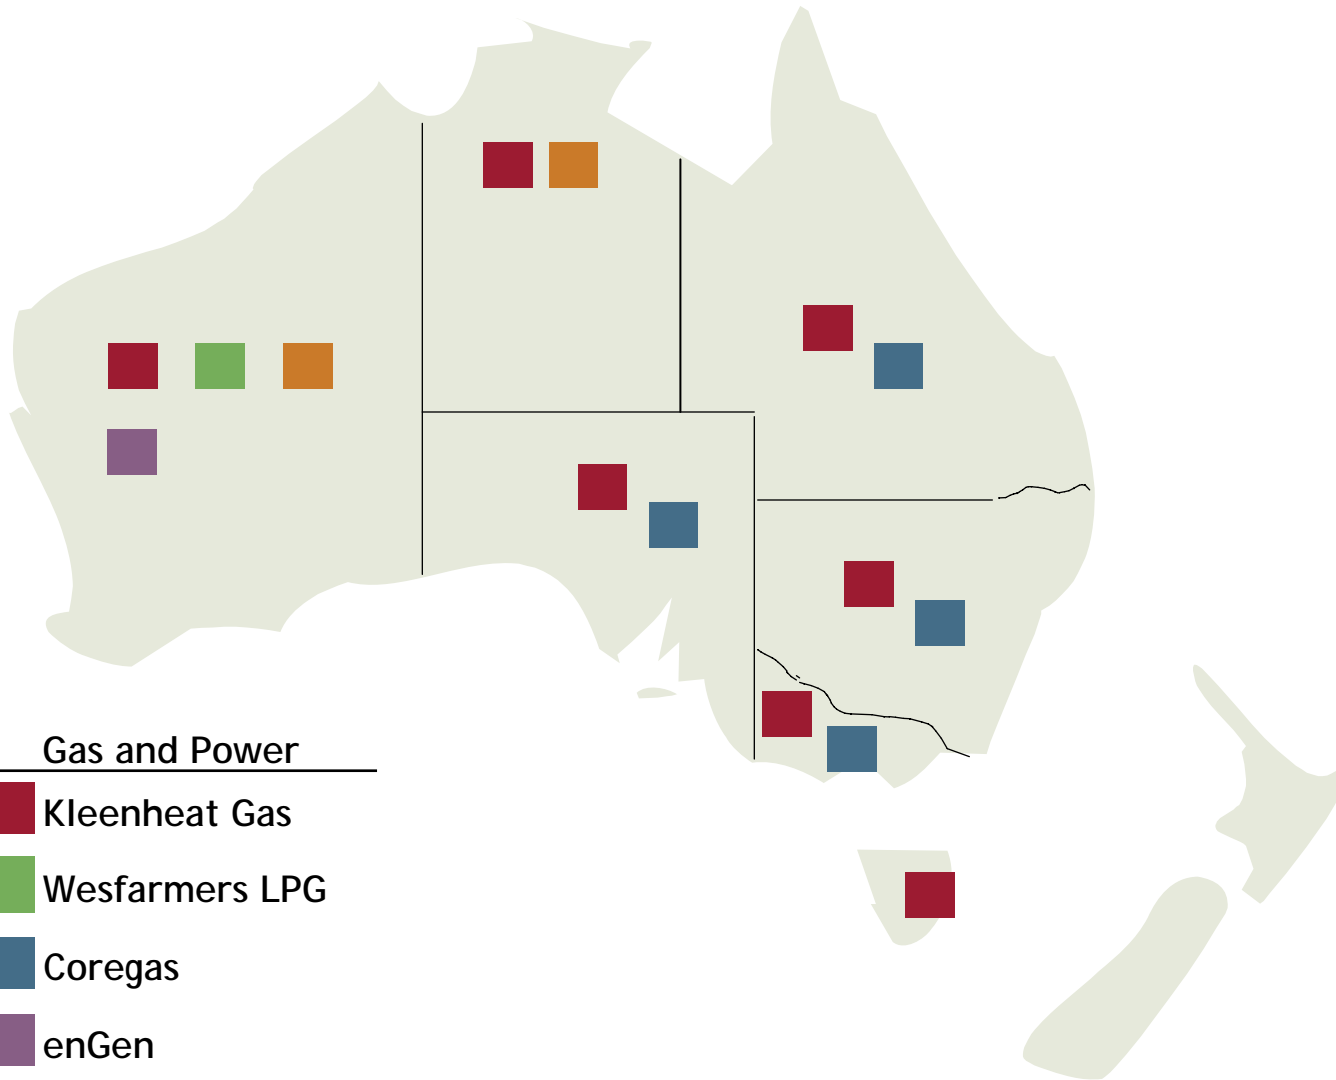 Gas and Power
Kleenheat Gas
Wesfarmers LPG
Coregas
enGen